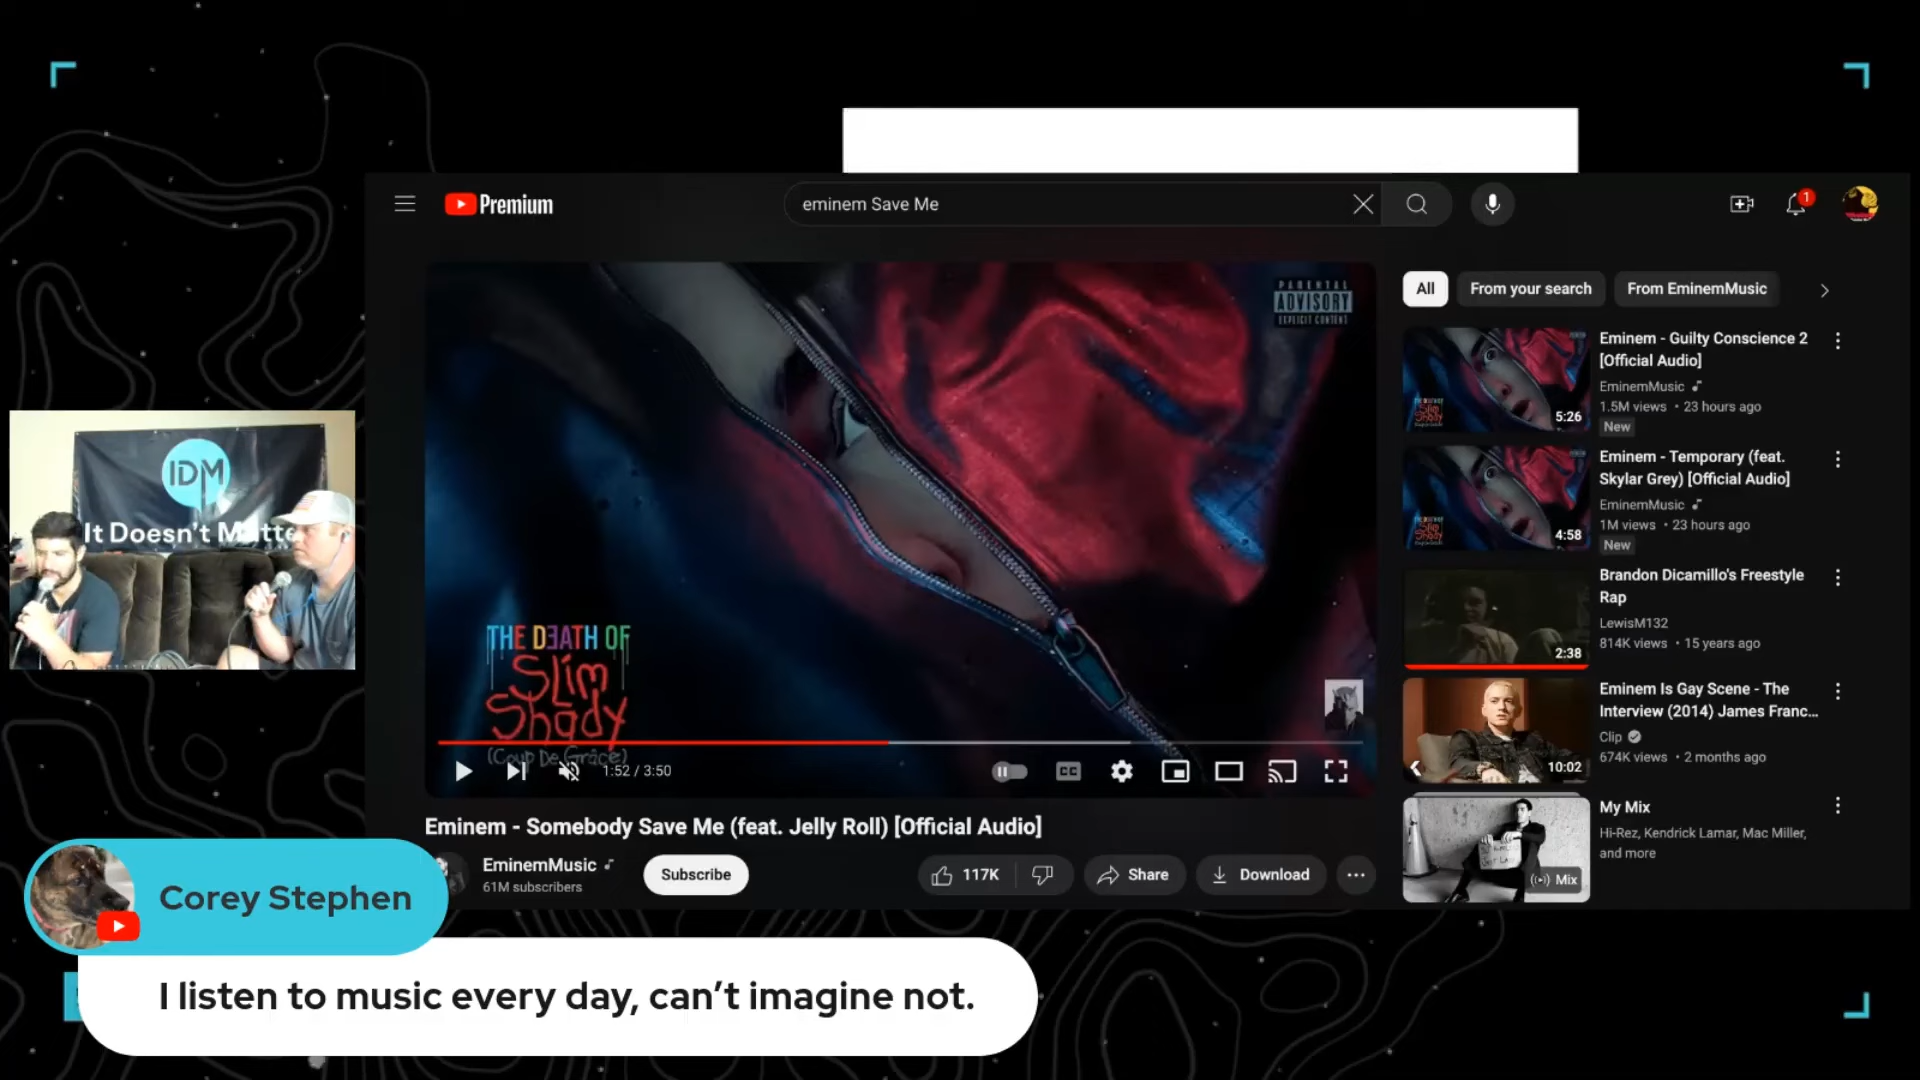 Premium
eminem Save Me
1
PARENTAL
ADVISORY
EXPLICIT CONTENT
THE DEATH OF
Slim
Shady
(Coup De Grâce)
1:52 / 3:50
CC
Eminem - Somebody Save Me (feat. Jelly Roll) [Official Audio]
EminemMusic
61M subscribers
Subscribe
117K
Share
Download
All
From your search
From EminemMusic
Eminem - Guilty Conscience 2
[Official Audio]
EminemMusic
1.5M views • 23 hours ago
New
5:26
Eminem - Temporary (feat.
Skylar Grey) [Official Audio]
EminemMusic
1M views • 23 hours ago
New
4:58
Brandon Dicamillo's Freestyle
Rap
LewisM132
814K views • 15 years ago
2:38
Eminem Is Gay Scene - The
Interview (2014) James Franc...
Clip
674K views • 2 months ago
10:02
My Mix
Hi-Rez, Kendrick Lamar, Mac Miller,
and more
Mix
IDM
It Doesn't Matte
Corey Stephen
I listen to music every day, can't imagine not.